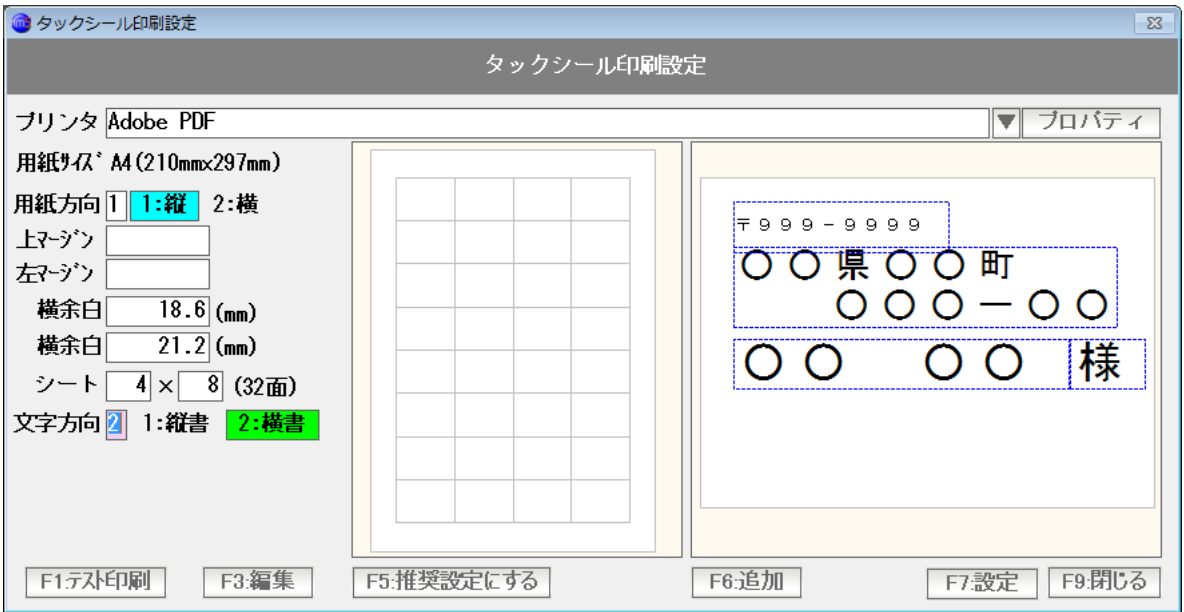 タックシール印刷設定
タックシール印刷設定
プリンタ Adobe PDF プロパティ
用紙ｻｲｽﾞ A4(210mmx297mm)
用紙方向 1 1:縦 2:横
上ﾏｰｼﾞﾝ
左ﾏｰｼﾞﾝ
横余白 18.6 (mm)
横余白 21.2 (mm)
シート 4 × 8 (32面)
文字方向 2 1:縦書 2:横書
〒９９９－９９９９
○○県○○町
○○○－○○
○○　○○ 様
F1:ﾃｽﾄ印刷 F3:編集 F5:推奨設定にする F6:追加 F7:設定 F9:閉じる